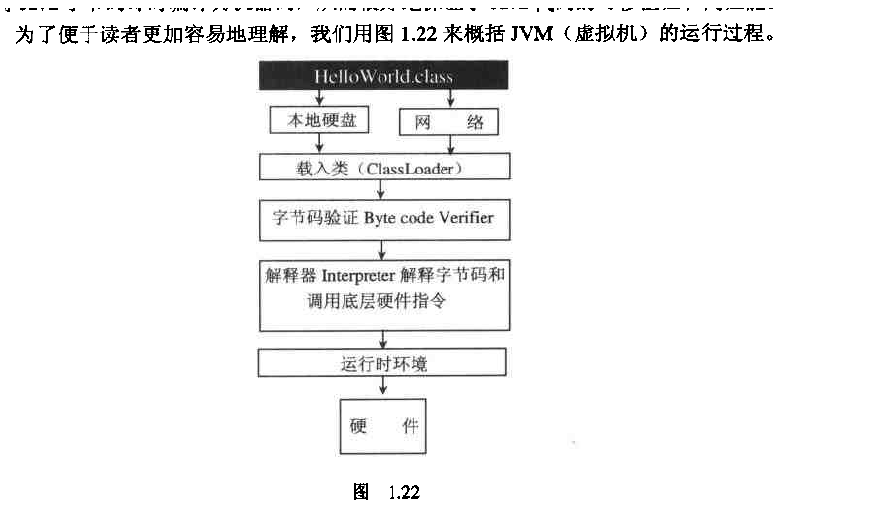 为了便于读者更加容易地理解，我们用图 1.22 来概括 JVM（虚拟机）的运行过程。
HelloWorld.class
本地硬盘
网 络
载入类（ClassLoader）
字节码验证 Byte code Verifier
解释器 Interpreter 解释字节码和
调用底层硬件指令
运行时环境
硬 件
图 1.22